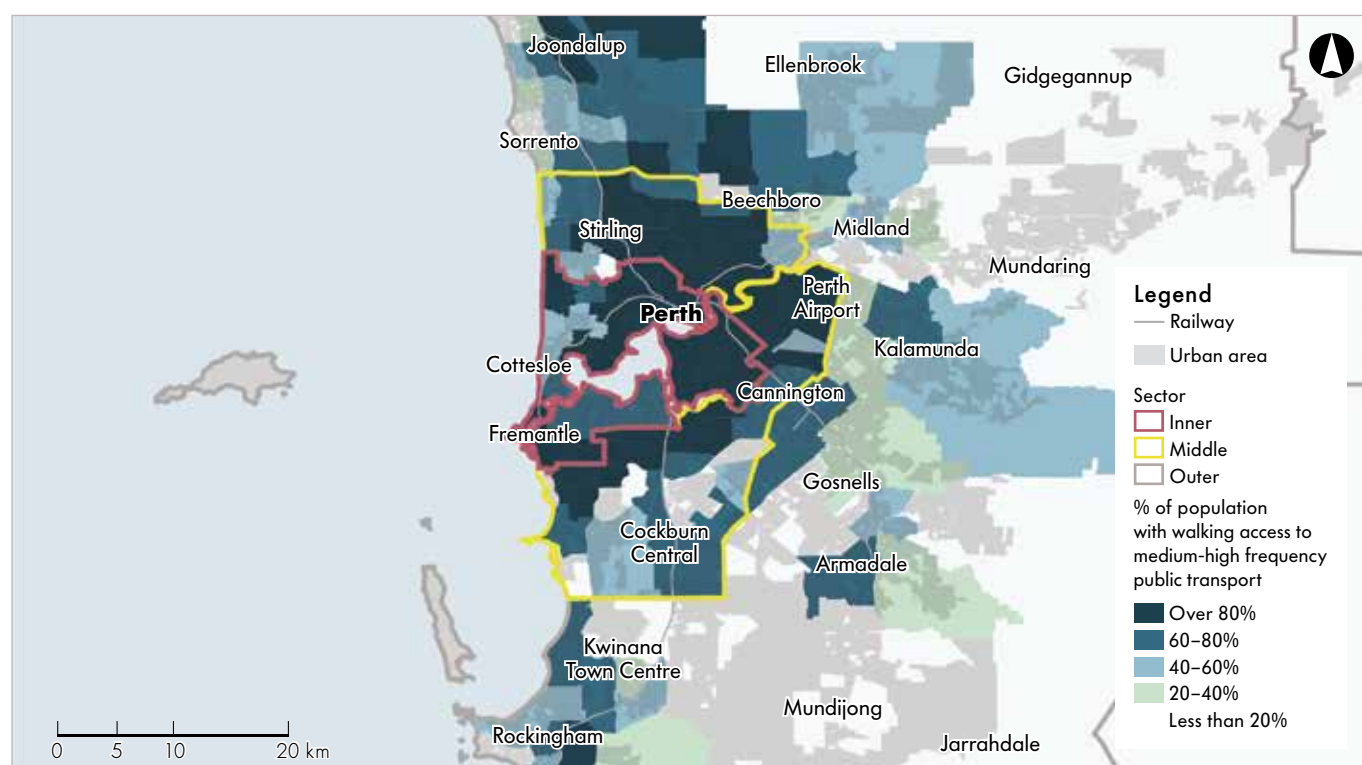 Joondalup
Ellenbrook
Gidgegannup
Sorrento
Beechboro
Stirling
Midland
Mundaring
Perth
Airport
Perth
Kalamunda
Cottesloe
Cannington
Fremantle
Gosnells
Cockburn
Central
Armadale
Kwinana
Town Centre
Mundijong
Rockingham
Jarrahdale
0 5 10 20 km
Legend
Railway
Urban area
Sector
Inner
Middle
Outer
% of population
with walking access to
medium-high frequency
public transport
Over 80%
60–80%
40–60%
20–40%
Less than 20%